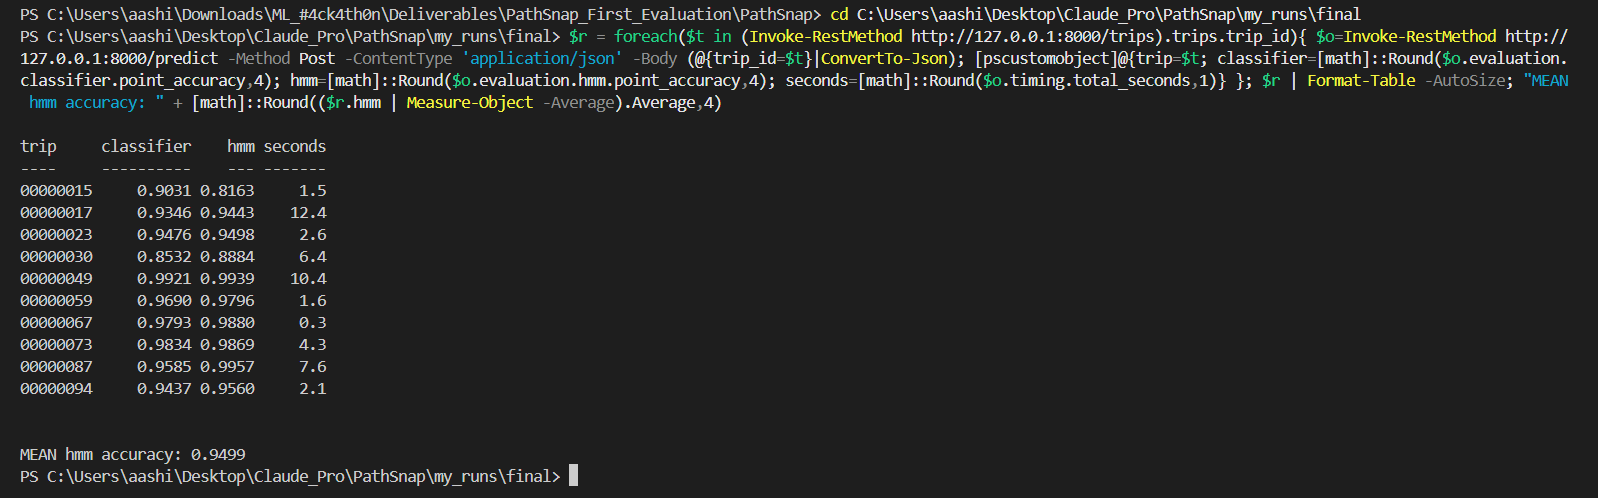 PS C:\Users\aashi\Downloads\ML_#4ck4th0n\Deliverables\PathSnap_First_Evaluation\PathSnap> cd C:\Users\aashi\Desktop\Claude_Pro\PathSnap\my_runs\final
PS C:\Users\aashi\Desktop\Claude_Pro\PathSnap\my_runs\final> $r = foreach($t in (Invoke-RestMethod http://127.0.0.1:8000/trips).trips.trip_id){ $o=Invoke-RestMethod http://
127.0.0.1:8000/predict -Method Post -ContentType 'application/json' -Body (@{trip_id=$t}|ConvertTo-Json); [pscustomobject]@{trip=$t; classifier=[math]::Round($o.evaluation.
classifier.point_accuracy,4); hmm=[math]::Round($o.evaluation.hmm.point_accuracy,4); seconds=[math]::Round($o.timing.total_seconds,1)} }; $r | Format-Table -AutoSize; "MEAN
 hmm accuracy: " + [math]::Round(($r.hmm | Measure-Object -Average).Average,4)
trip     classifier    hmm seconds
----     ----------    --- -------
00000015     0.9031 0.8163     1.5
00000017     0.9346 0.9443    12.4
00000023     0.9476 0.9498     2.6
00000030     0.8532 0.8884     6.4
00000049     0.9921 0.9939    10.4
00000059     0.9690 0.9796     1.6
00000067     0.9793 0.9880     0.3
00000073     0.9834 0.9869     4.3
00000087     0.9585 0.9957     7.6
00000094     0.9437 0.9560     2.1
MEAN hmm accuracy: 0.9499
PS C:\Users\aashi\Desktop\Claude_Pro\PathSnap\my_runs\final>